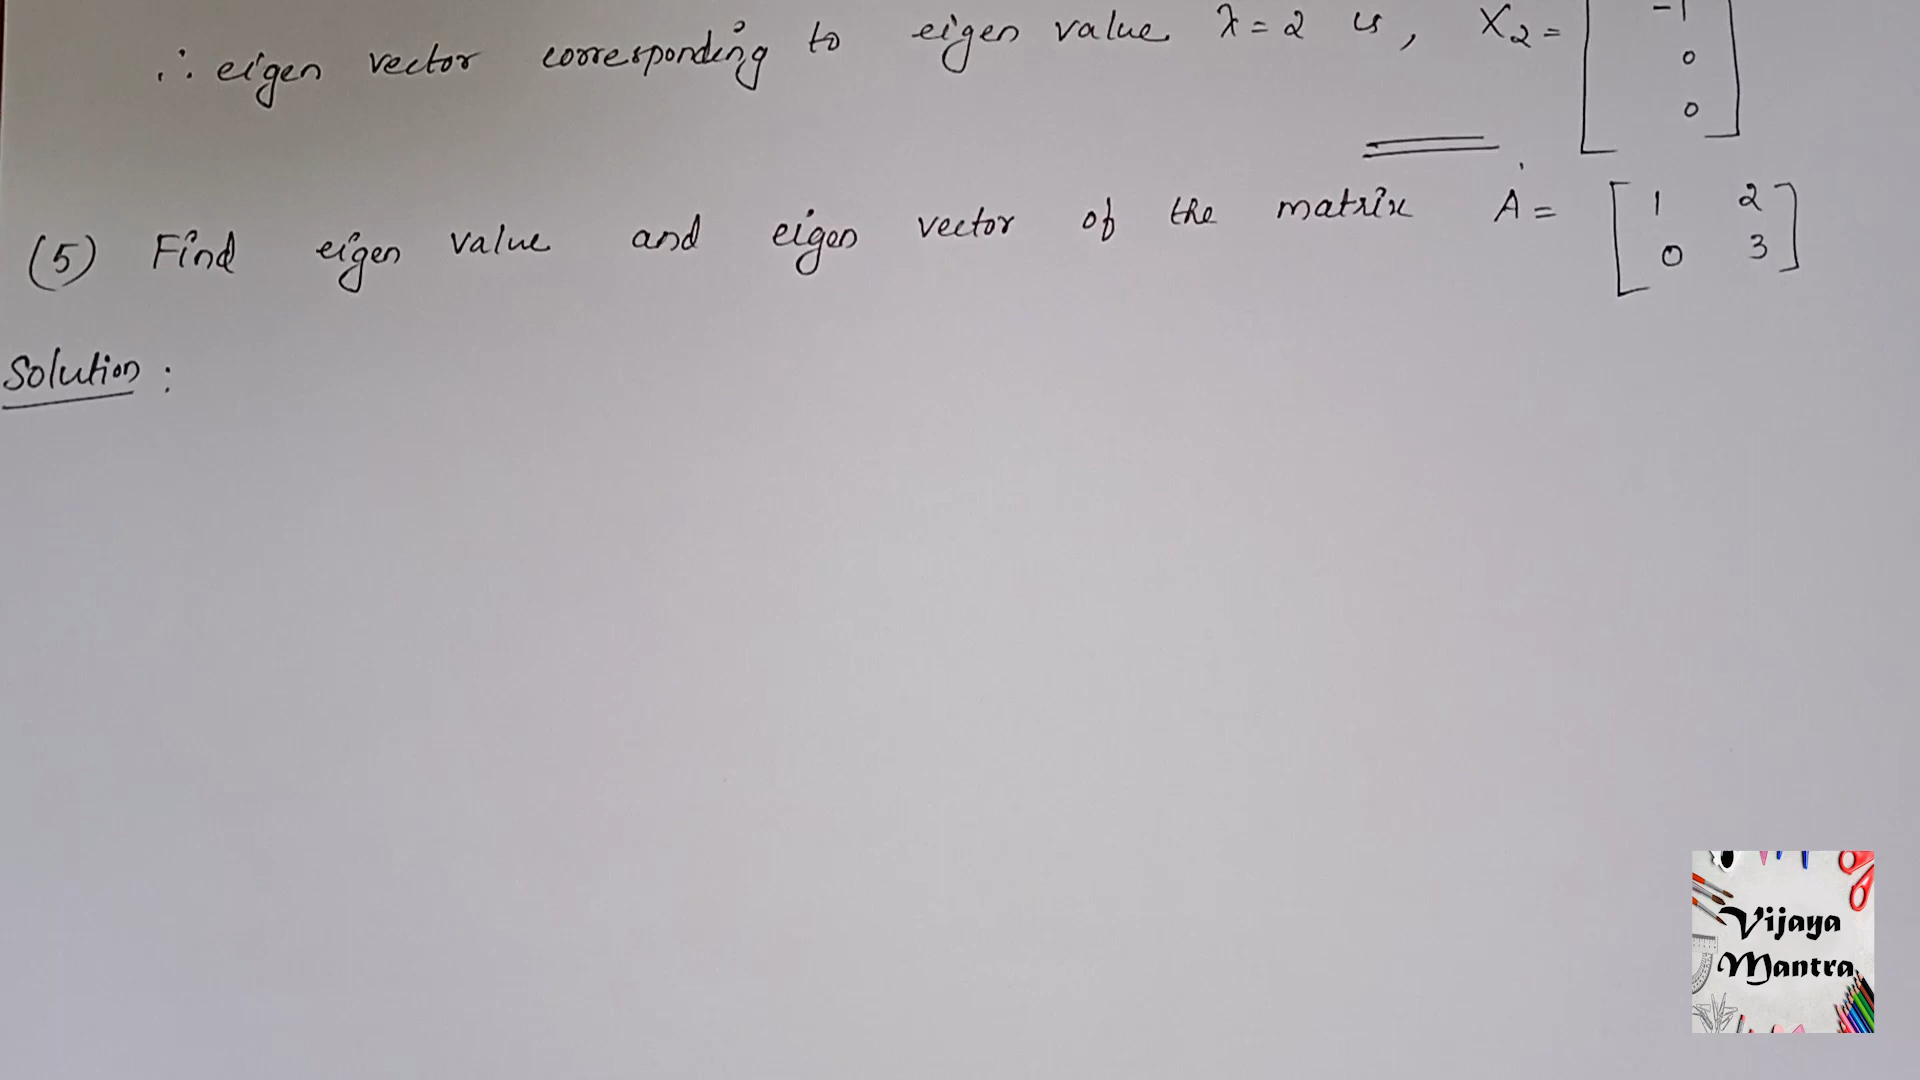 ∴ eigen vector corresponding to eigen value λ = 2 is, X₂ = [ -1
0
0 ]
(5) Find eigen value and eigen vector of the matrix A = [ 1 2
0 3 ]
Solution :
Vijaya
Mantra